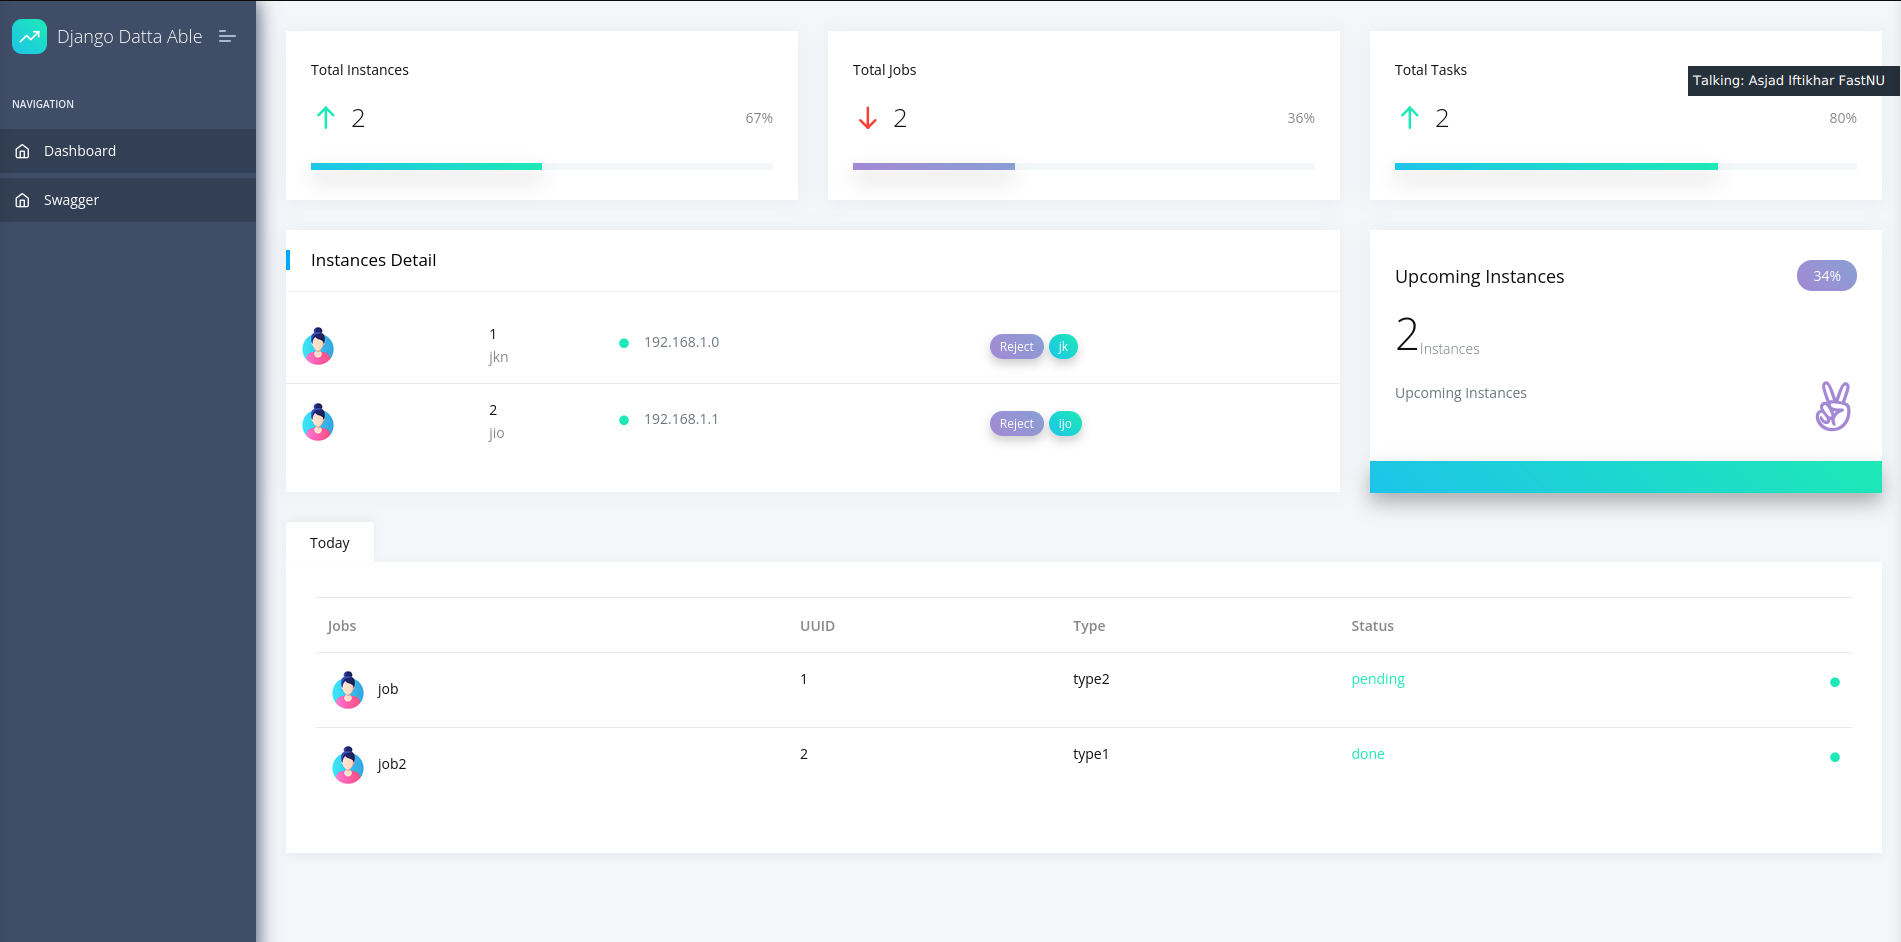 Django Datta Able
NAVIGATION
Dashboard
Swagger
Total Instances
2
67%
Total Jobs
2
36%
Total Tasks
2
80%
Talking: Asjad Iftikhar FastNU
Instances Detail
1
jkn
192.168.1.0
Reject
jk
2
jio
192.168.1.1
Reject
ijo
Upcoming Instances
34%
2 Instances
Upcoming Instances
Today
Jobs UUID Type Status
job 1 type2 pending
job2 2 type1 done